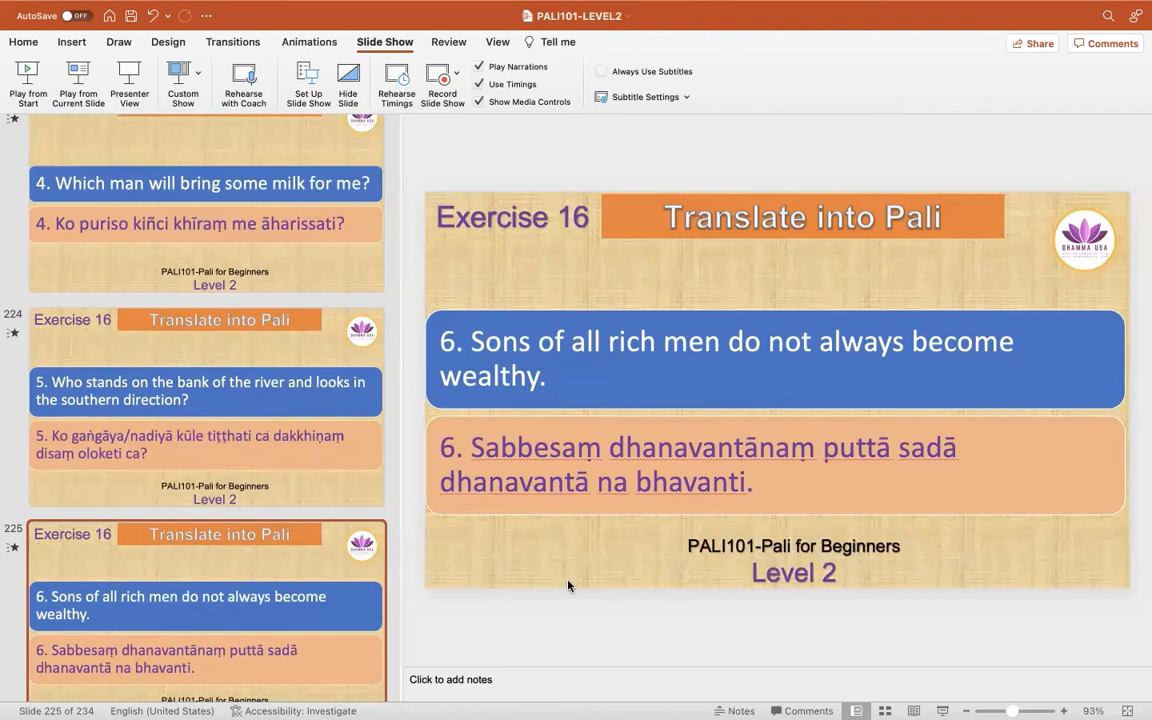 AutoSave OFF
PALI101-LEVEL2
Home Insert Draw Design Transitions Animations Slide Show Review View Tell me
Share Comments
Play from Start
Play from Current Slide
Presenter View
Custom Show
Rehearse with Coach
Set Up Slide Show
Hide Slide
Rehearse Timings
Record Slide Show
Play Narrations
Use Timings
Show Media Controls
Always Use Subtitles
Subtitle Settings
4. Which man will bring some milk for me?
4. Ko puriso kiñci khīraṃ me āharissati?
PALI101-Pali for Beginners
Level 2
224
Exercise 16 Translate into Pali
5. Who stands on the bank of the river and looks in
the southern direction?
5. Ko gaṅgāya/nadiyā kūle tiṭṭhati ca dakkhiṇaṃ
disaṃ oloketi ca?
PALI101-Pali for Beginners
Level 2
225
Exercise 16 Translate into Pali
6. Sons of all rich men do not always become
wealthy.
6. Sabbesaṃ dhanavantānaṃ puttā sadā
dhanavantā na bhavanti.
PALI101-Pali for Beginners
Exercise 16 Translate into Pali
DHAMMA USA
6. Sons of all rich men do not always become
wealthy.
6. Sabbesaṃ dhanavantānaṃ puttā sadā
dhanavantā na bhavanti.
PALI101-Pali for Beginners
Level 2
Click to add notes
Slide 225 of 234 English (United States) Accessibility: Investigate Notes Comments 93%